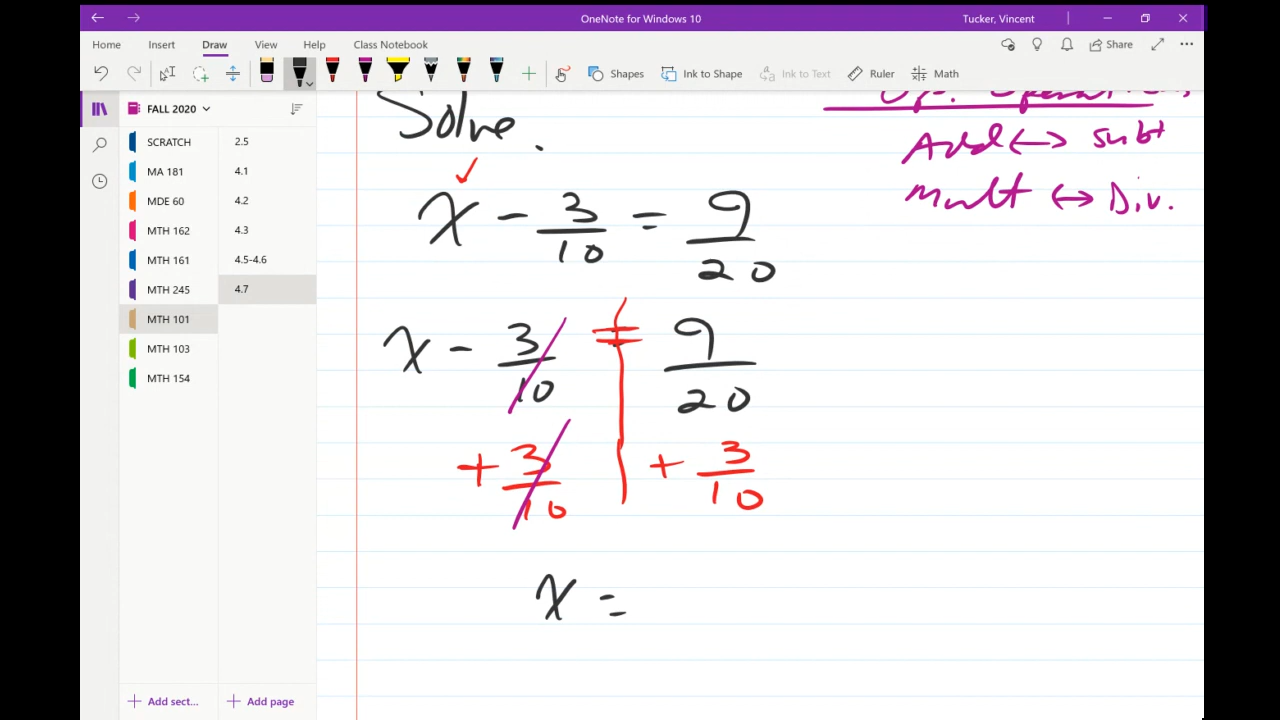 OneNote for Windows 10
Tucker, Vincent
Home Insert Draw View Help Class Notebook
Share
Shapes Ink to Shape Ink to Text Ruler Math
FALL 2020
SCRATCH
MA 181
MDE 60
MTH 162
MTH 161
MTH 245
MTH 101
MTH 103
MTH 154
2.5
4.1
4.2
4.3
4.5-4.6
4.7
Add sect...
Add page
Solve.
x - 3/10 = 9/20
x - 3/10 = 9/20
+ 3/10 + 3/10
x =
Op. Operations
Add ↔ Subt
Mult ↔ Div.